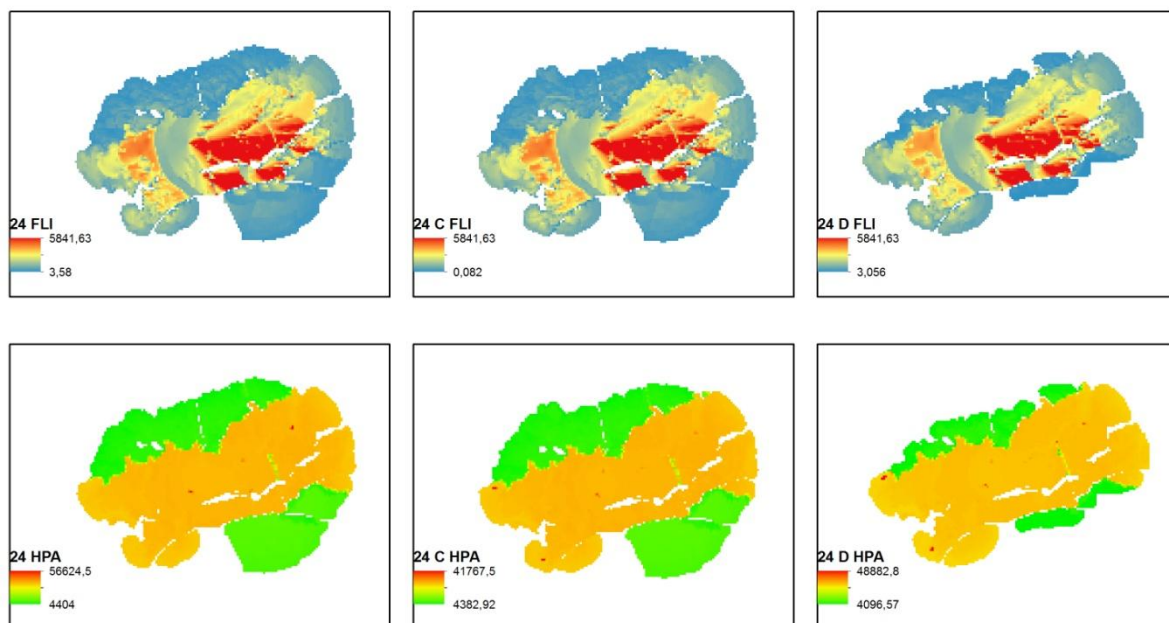 24 FLI
5841,63
3,58
24 C FLI
5841,63
0,082
24 D FLI
5841,63
3,056
24 HPA
56624,5
4404
24 C HPA
41767,5
4382,92
24 D HPA
48882,8
4096,57